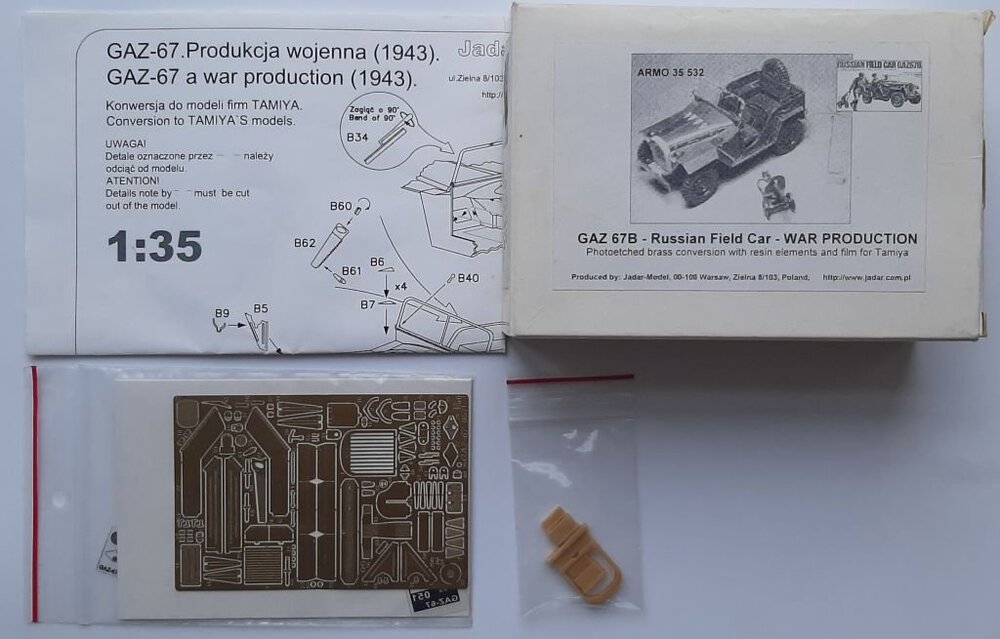 GAZ-67.Produkcja wojenna (1943).
GAZ-67 a war production (1943).
Jada
ul.Zielna 8/103
http:/
Konwersja do modeli firm TAMIYA.
Conversion to TAMIYA`S models.
UWAGA!
Detale oznaczone przez należy
odciąć od modelu.
ATENTION!
Details note by must be cut
out of the model.
1:35
Zagiąć o 90°
Bend of 90°
B34
B60
B62
B61
B6
x4
B40
B7
B9
B5
ARMO 35 532
RUSSIAN FIELD CAR GAZ67B
GAZ 67B - Russian Field Car - WAR PRODUCTION
Photoetched brass conversion with resin elements and film for Tamiya
Produced by: Jadar-Model, 00-108 Warsaw, Zielna 8/103, Poland, http://www.jadar.com.pl
051
GAZ-67